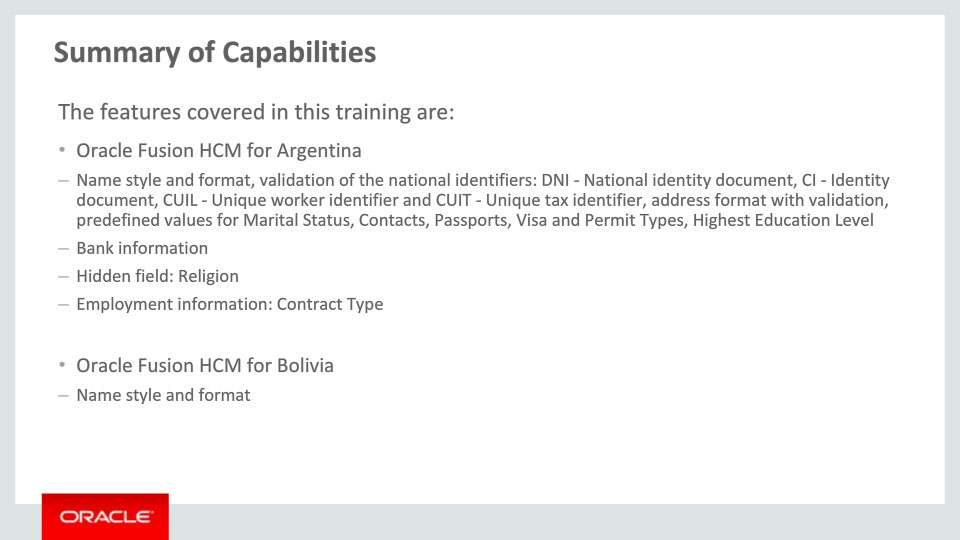 Summary of Capabilities
The features covered in this training are:
• Oracle Fusion HCM for Argentina
– Name style and format, validation of the national identifiers: DNI - National identity document, CI - Identity
document, CUIL - Unique worker identifier and CUIT - Unique tax identifier, address format with validation,
predefined values for Marital Status, Contacts, Passports, Visa and Permit Types, Highest Education Level
– Bank information
– Hidden field: Religion
– Employment information: Contract Type
• Oracle Fusion HCM for Bolivia
– Name style and format
ORACLE